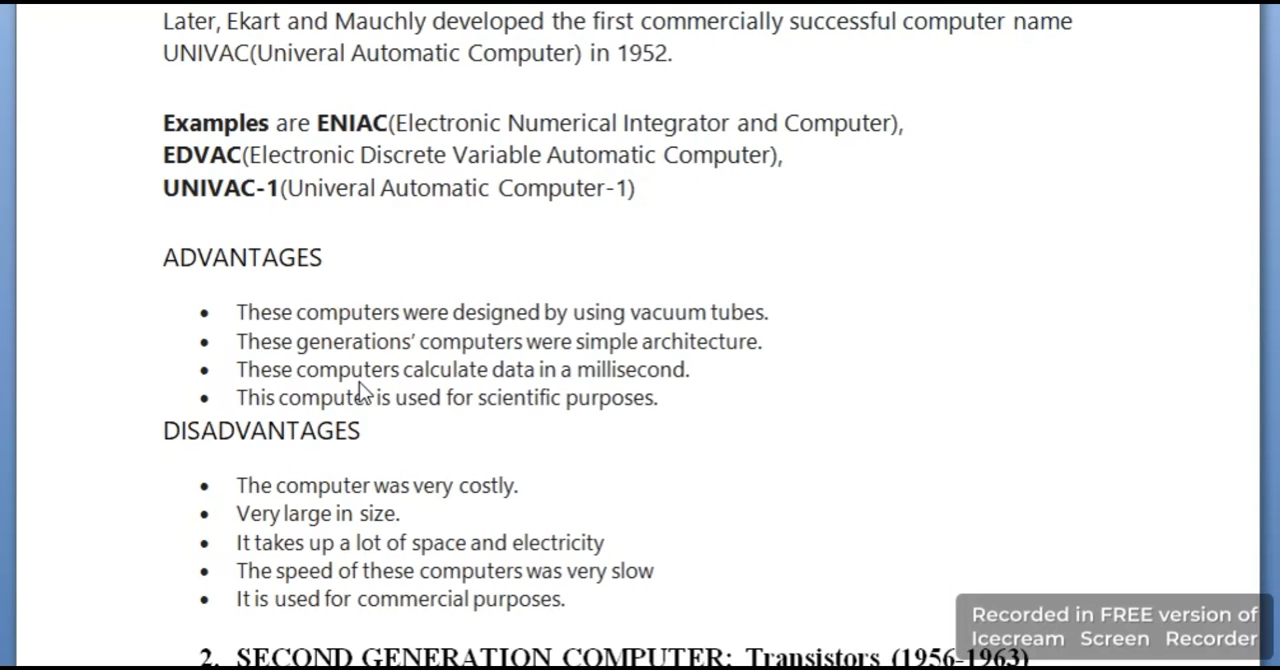 Later, Ekart and Mauchly developed the first commercially successful computer name
UNIVAC(Univeral Automatic Computer) in 1952.
Examples are ENIAC(Electronic Numerical Integrator and Computer),
EDVAC(Electronic Discrete Variable Automatic Computer),
UNIVAC-1(Univeral Automatic Computer-1)
ADVANTAGES
• These computers were designed by using vacuum tubes.
• These generations’ computers were simple architecture.
• These computers calculate data in a millisecond.
• This computer is used for scientific purposes.
DISADVANTAGES
• The computer was very costly.
• Very large in size.
• It takes up a lot of space and electricity
• The speed of these computers was very slow
• It is used for commercial purposes.
2. SECOND GENERATION COMPUTER: Transistors (1956-1963)
Recorded in FREE version of
Icecream Screen Recorder